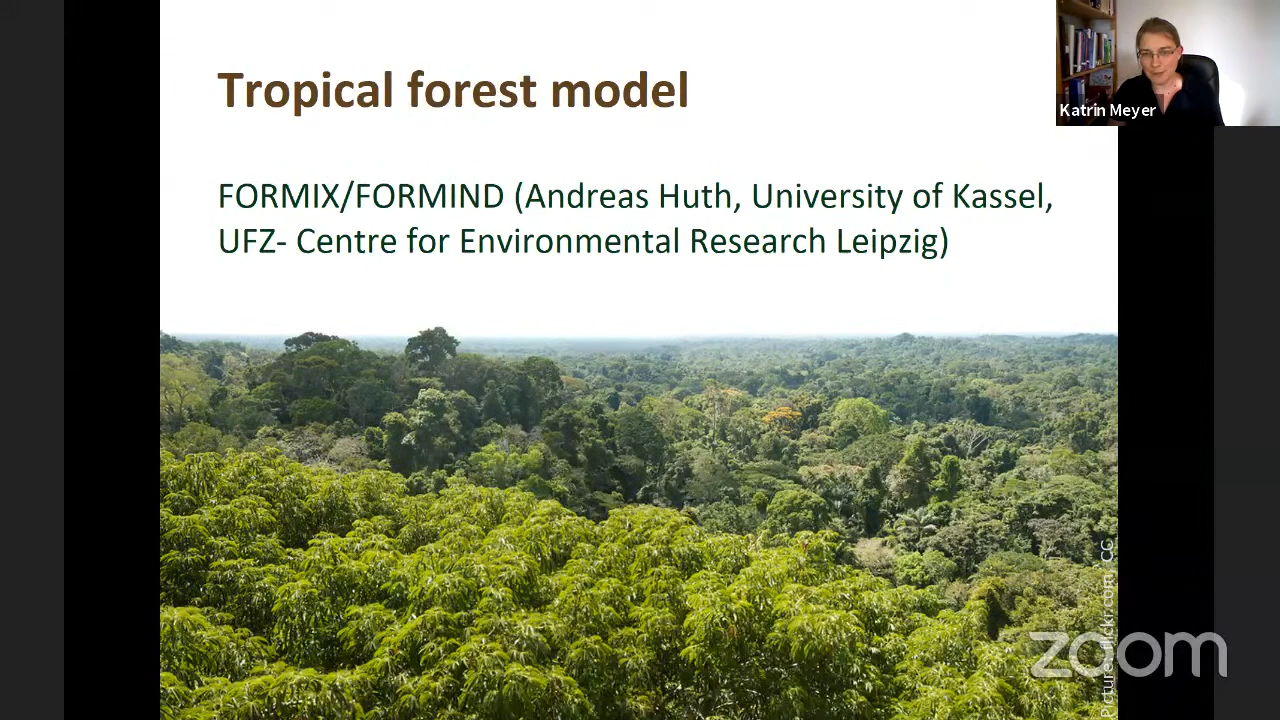 Tropical forest model
Katrin Meyer
FORMIX/FORMIND (Andreas Huth, University of Kassel,
UFZ- Centre for Environmental Research Leipzig)
zoom
CC